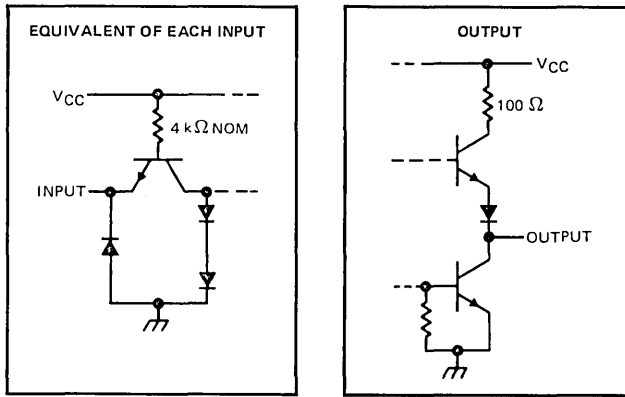 EQUIVALENT OF EACH INPUT
VCC
4 kΩ NOM
INPUT
OUTPUT
VCC
100 Ω
OUTPUT